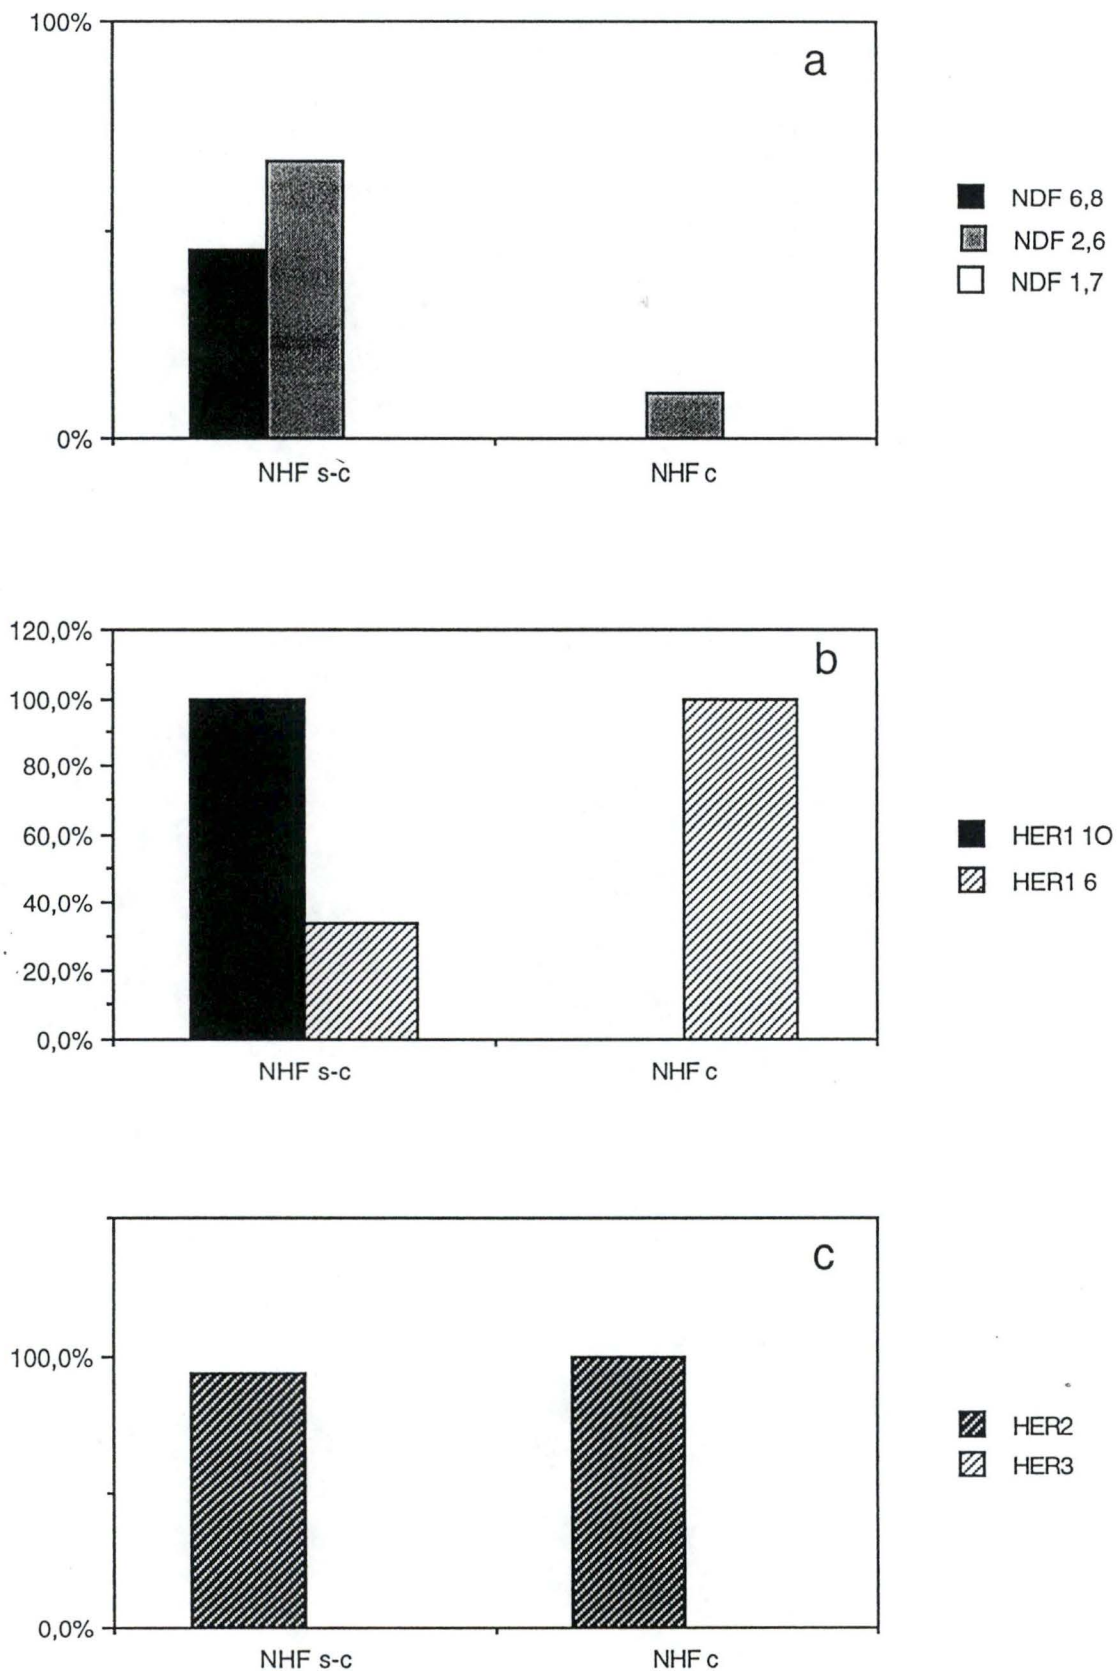 100%
a
NDF 6,8
NDF 2,6
NDF 1,7
0%
NHF s-c
NHF c
120,0%
b
100,0%
80,0%
60,0%
HER1 10
HER1 6
40,0%
20,0%
0,0%
NHF s-c
NHF c
c
100,0%
HER2
HER3
0,0%
NHF s-c
NHF c